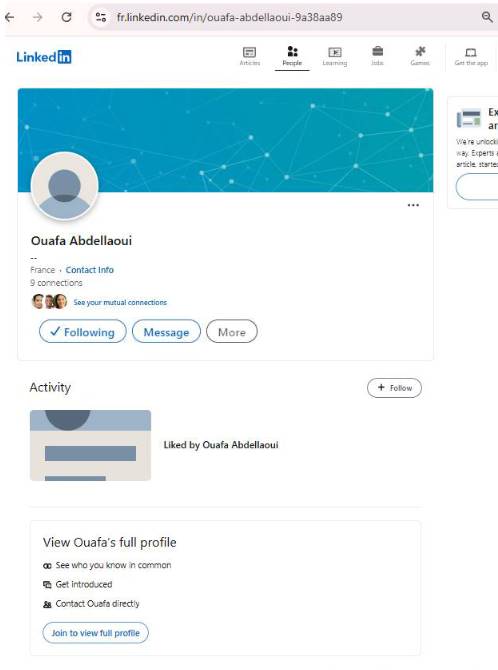 fr.linkedin.com/in/ouafa-abdellaoui-9a38aa89
Linked in
Articles
People
Learning
Jobs
Games
Get the app
Ex
ar
We're unlocki
way. Experts a
article, starte
Ouafa Abdellaoui
--
France · Contact Info
9 connections
See your mutual connections
✓ Following
Message
More
Activity
+ Follow
Liked by Ouafa Abdellaoui
View Ouafa's full profile
See who you know in common
Get introduced
Contact Ouafa directly
Join to view full profile